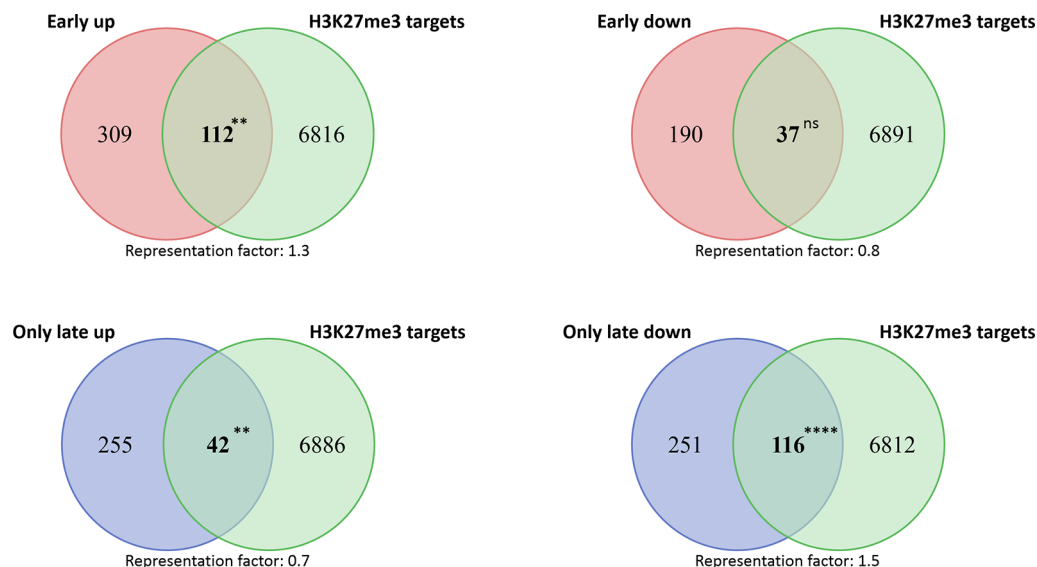 Early up H3K27me3 targets
309 112** 6816
Representation factor: 1.3
Early down H3K27me3 targets
190 37 ns 6891
Representation factor: 0.8
Only late up H3K27me3 targets
255 42** 6886
Representation factor: 0.7
Only late down H3K27me3 targets
251 116**** 6812
Representation factor: 1.5